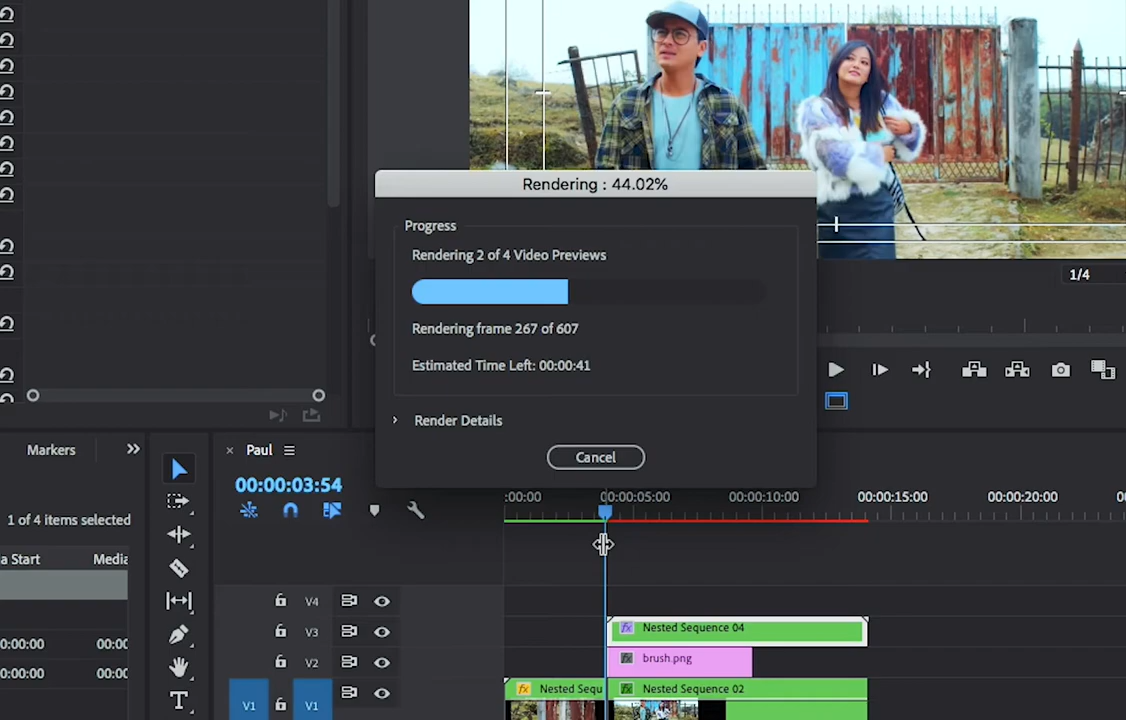 Rendering : 44.02%
Progress
Rendering 2 of 4 Video Previews
Rendering frame 267 of 607
Estimated Time Left: 00:00:41
Render Details
Cancel
1/4
Markers
Paul
00:00:03:54
1 of 4 items selected
a Start
Media
:00:00
00:00:05:00
00:00:10:00
00:00:15:00
00:00:20:00
V4
V3
Nested Sequence 04
00:00:00
00:00
V2
brush.png
00:00:00
00:00
V1
V1
Nested Sequ
Nested Sequence 02